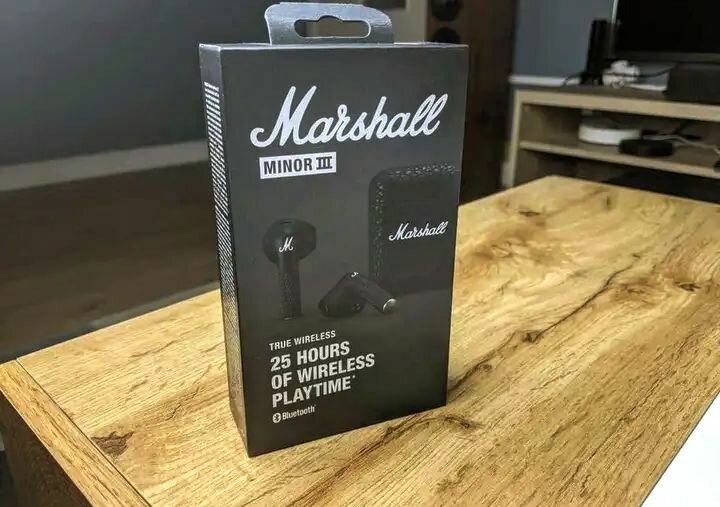 Marshall
MINOR III
Marshall
M
TRUE WIRELESS
25 HOURS
OF WIRELESS
PLAYTIME*
Bluetooth®